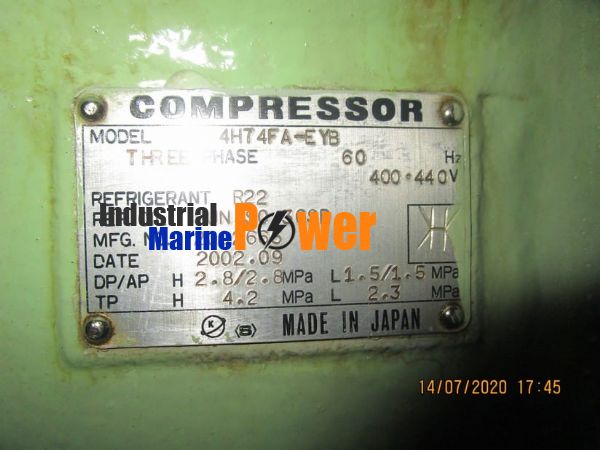 COMPRESSOR
MODEL 4H74FA-EYB
THREE PHASE 60 Hz
400·440V
REFRIGERANT R22
Industrial
Marine Power
MFG. N
DATE 2002.09
DP/AP H 2.8/2.8 MPa L 1.5/1.5 MPa
TP H 4.2 MPa L 2.3 MPa
K S MADE IN JAPAN
14/07/2020 17:45